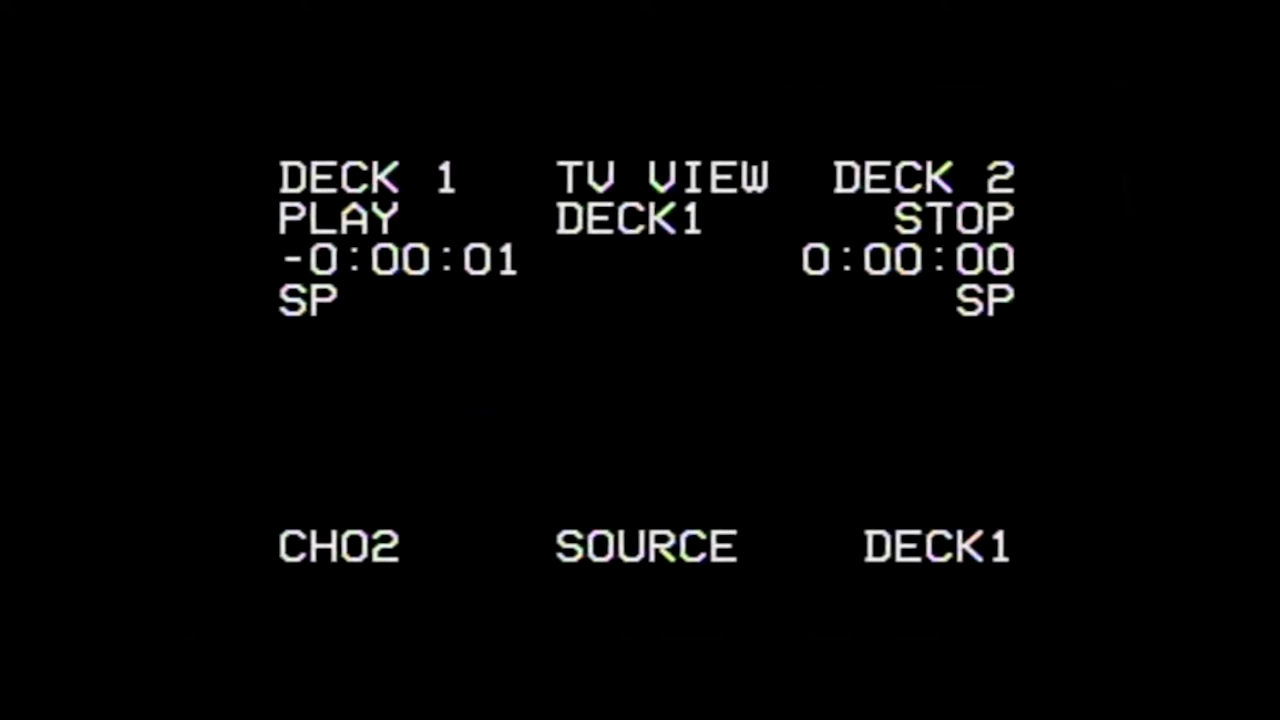 DECK 1 TV VIEW DECK 2
PLAY DECK1 STOP
-0:00:01 0:00:00
SP SP
CH02 SOURCE DECK1